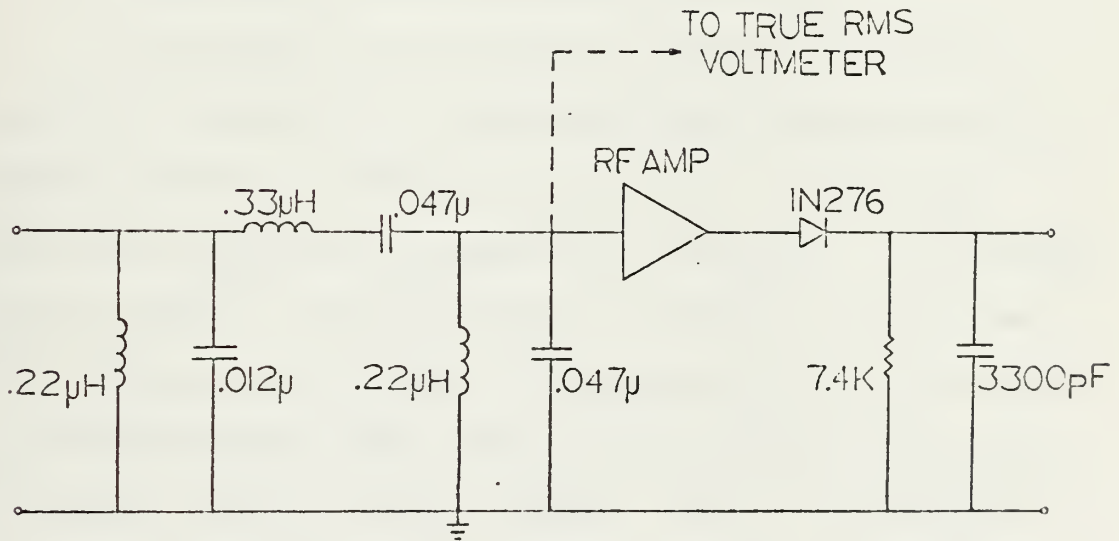 TO TRUE RMS
VOLTMETER
RF AMP
.33µH
.047µ
1N276
.22µH
.012µ
.22µH
.047µ
7.4K
3300pF